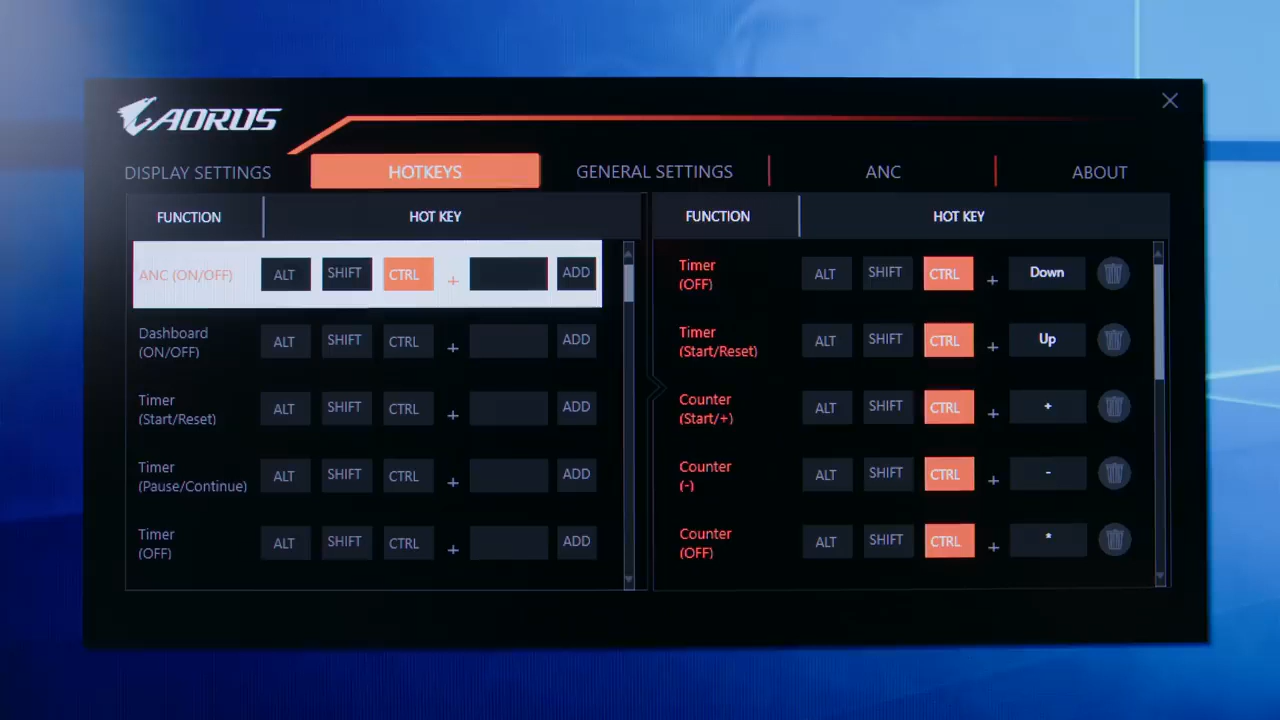 AORUS
DISPLAY SETTINGS
HOTKEYS
GENERAL SETTINGS
ANC
ABOUT
FUNCTION
HOT KEY
ANC (ON/OFF)
ALT
SHIFT
CTRL
+
ADD
Dashboard
(ON/OFF)
ALT
SHIFT
CTRL
+
ADD
Timer
(Start/Reset)
ALT
SHIFT
CTRL
+
ADD
Timer
(Pause/Continue)
ALT
SHIFT
CTRL
+
ADD
Timer
(OFF)
ALT
SHIFT
CTRL
+
ADD
FUNCTION
HOT KEY
Timer
(OFF)
ALT
SHIFT
CTRL
+
Down
Timer
(Start/Reset)
ALT
SHIFT
CTRL
+
Up
Counter
(Start/+)
ALT
SHIFT
CTRL
+
+
Counter
(-)
ALT
SHIFT
CTRL
+
-
Counter
(OFF)
ALT
SHIFT
CTRL
+
*